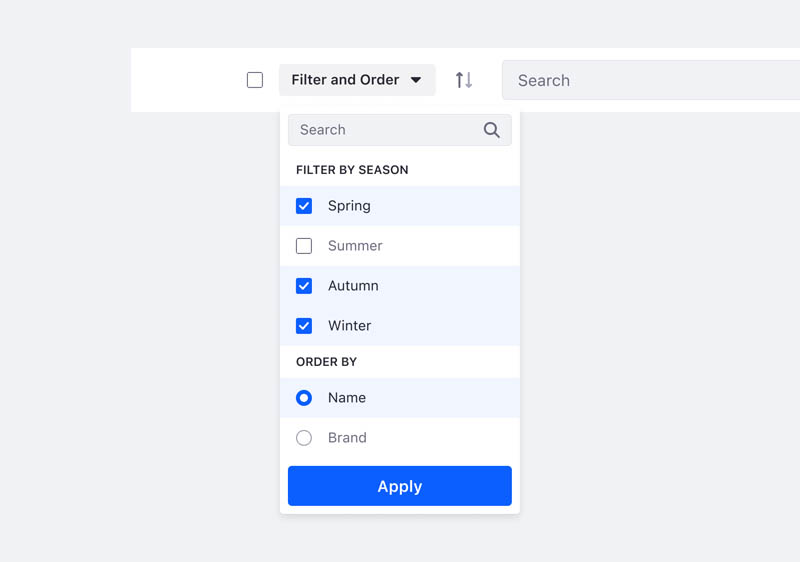 Filter and Order
Search
Search
FILTER BY SEASON
Spring
Summer
Autumn
Winter
ORDER BY
Name
Brand
Apply